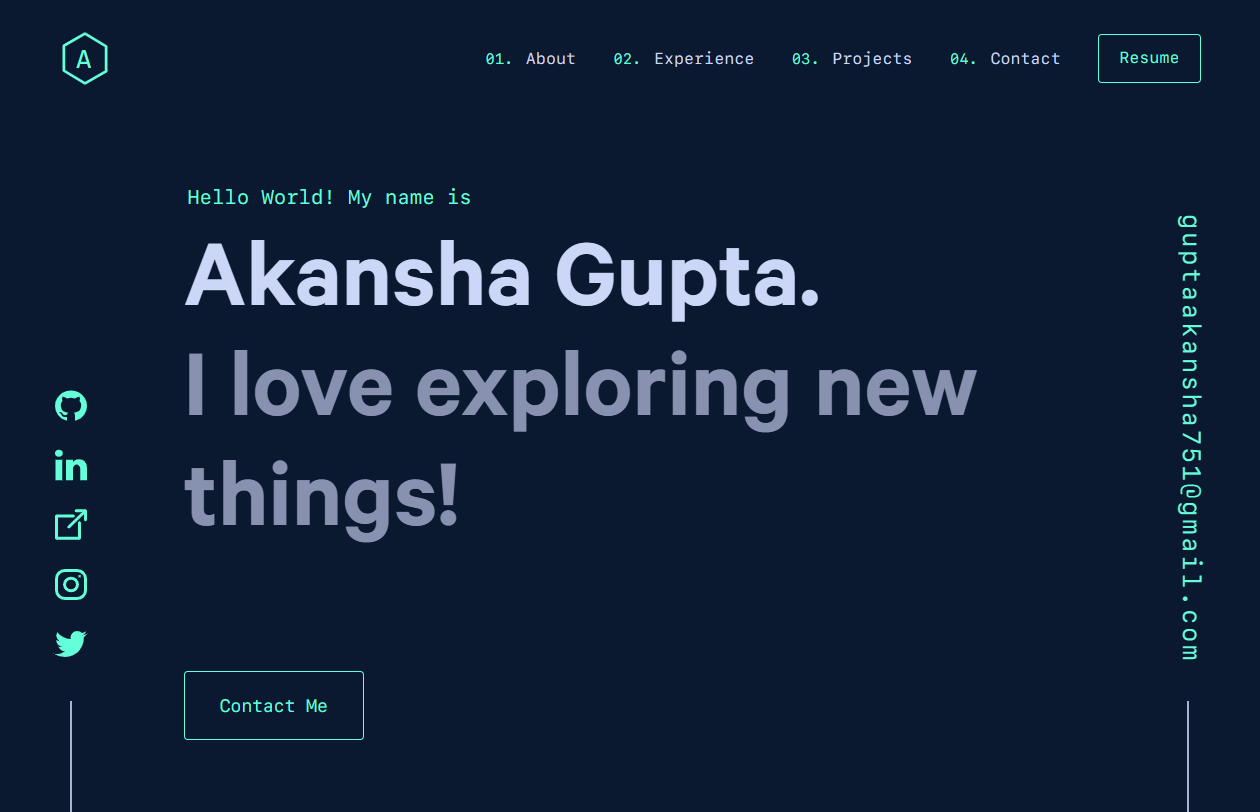 A
01. About
02. Experience
03. Projects
04. Contact
Resume
Hello World! My name is
Akansha Gupta.
I love exploring new
things!
Contact Me
guptaakansha751@gmail.com